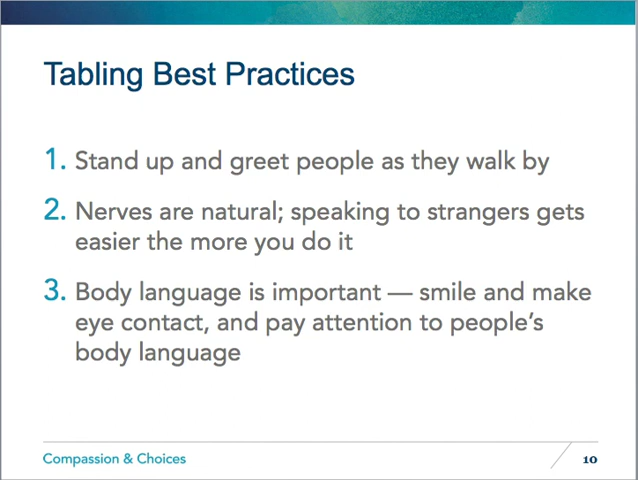 Tabling Best Practices
1. Stand up and greet people as they walk by
2. Nerves are natural; speaking to strangers gets
easier the more you do it
3. Body language is important — smile and make
eye contact, and pay attention to people's
body language
Compassion & Choices
10